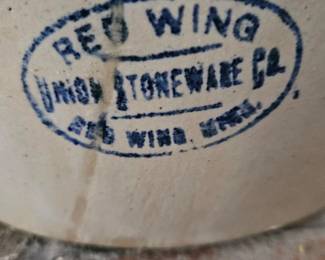 RED WING
UNION STONEWARE CO.
RED WING, MINN.